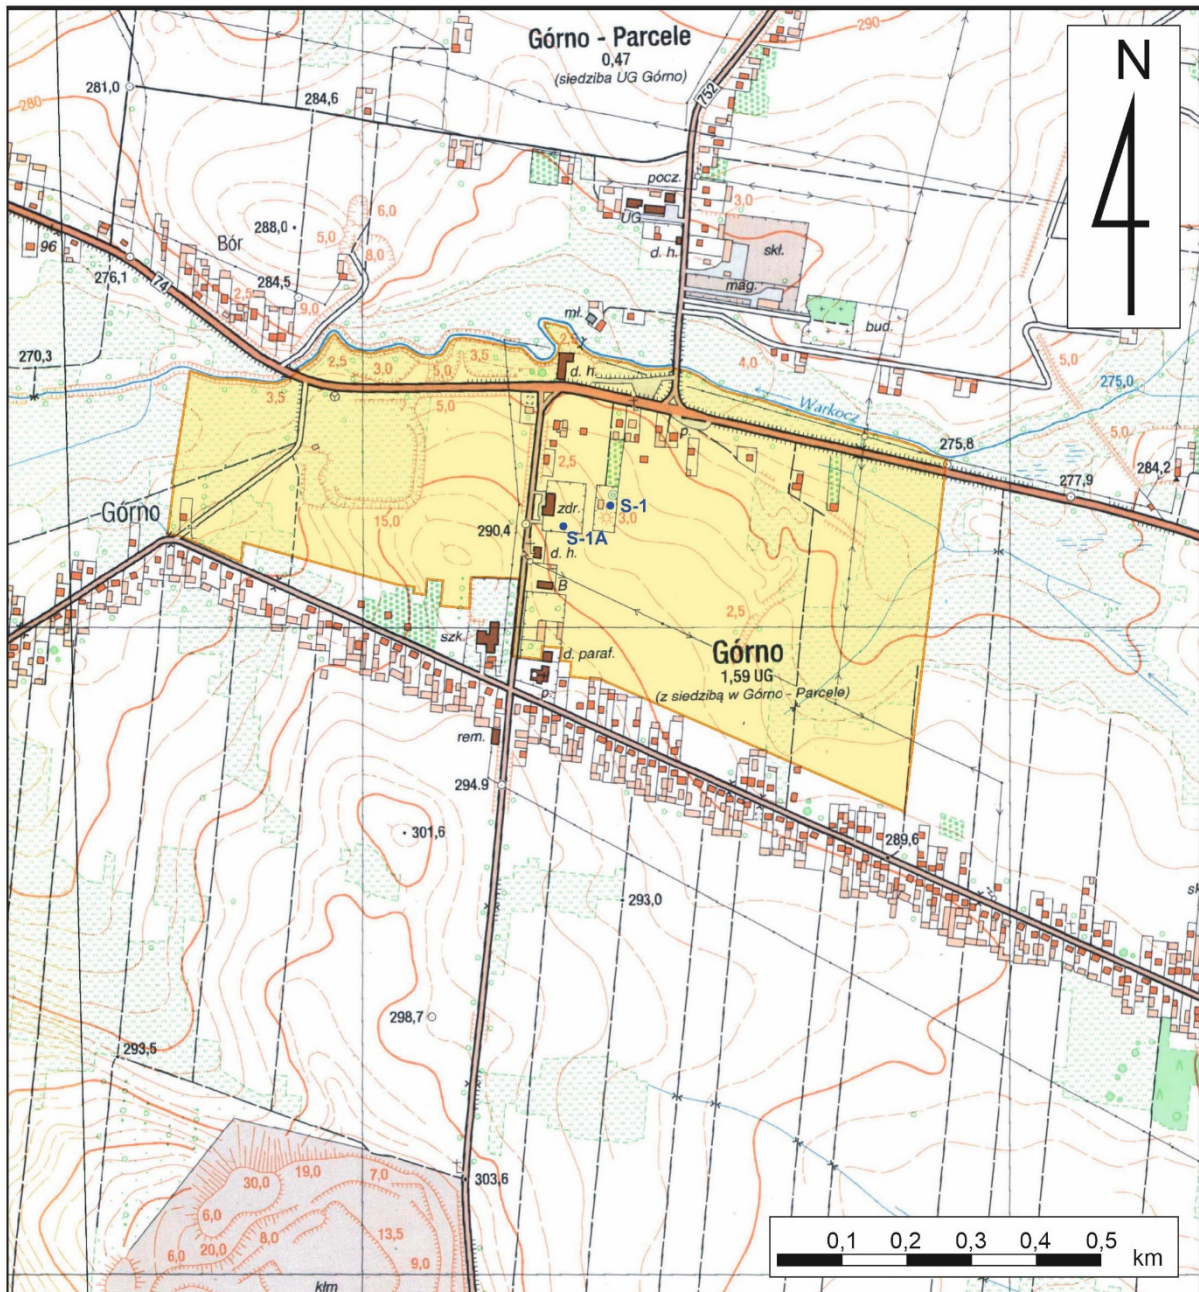 290
Górno - Parcele
0,47
(siedziba UG Górno)
N
281,0
280
284,6
752
pocz.
6,0
UG
3,0
288,0
5,0
Bór
8,0
d. h.
skł.
96
276,1
74
284,5
mag.
2,5
9,0
mł.
bud.
270,3
2,5
3,5
2,5
3,0
5,0
d. h.
4,0
5,0
275,0
3,5
5,0
Warkocz
5,0
275,8
284,2
2,5
p.
277,9
Górno
zdr.
S-1
15,0
290,4
S-1A
3,0
d. h.
B
2,5
szk.
d. paraf.
Górno
1,59 UG
(z siedzibą w Górno - Parcele)
p.
rem.
294.9
301,6
289,6
293,0
298,7
293,5
303,6
19,0
7,0
30,0
6,0
8,0
13,5
6,0
20,0
9,0
kłm
0,1 0,2 0,3 0,4 0,5
km